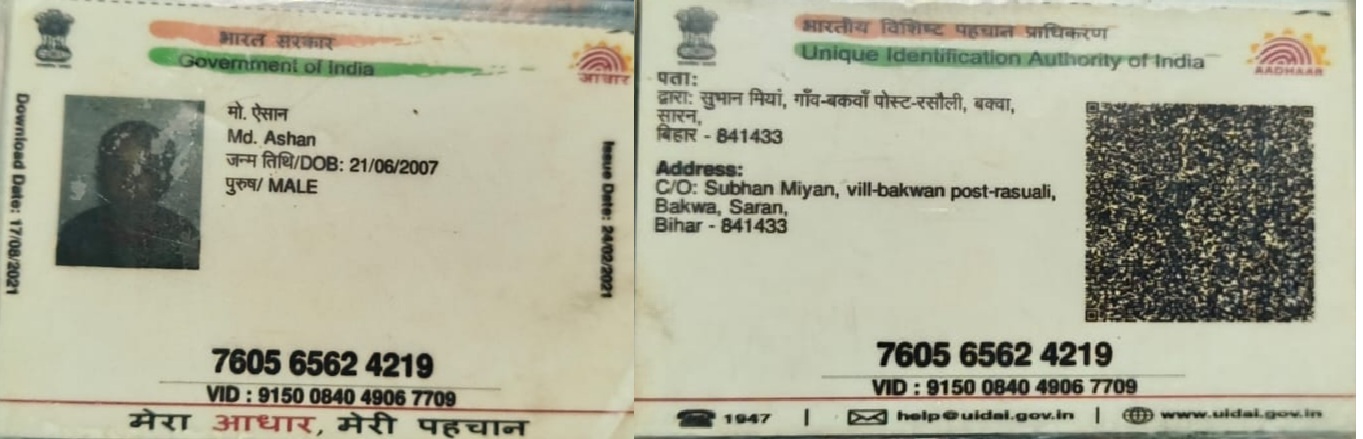 भारत सरकार
Government of India
आधार
Download Date: 17/08/2021
मो. ऐसान
Md. Ashan
जन्म तिथि/DOB: 21/06/2007
पुरुष/ MALE
Issue Date: 24/02/2021
7605 6562 4219
VID : 9150 0840 4906 7709
मेरा आधार, मेरी पहचान
भारतीय विशिष्ट पहचान प्राधिकरण
Unique Identification Authority of India
AADHAAR
पता:
द्वारा: सुभान मियां, गाँव-बकवाँ पोस्ट-रसौली, बक्वा,
सारन,
बिहार - 841433
Address:
C/O: Subhan Miyan, vill-bakwan post-rasuali,
Bakwa, Saran,
Bihar - 841433
7605 6562 4219
VID : 9150 0840 4906 7709
1947 | help@uidai.gov.in | www.uidai.gov.in